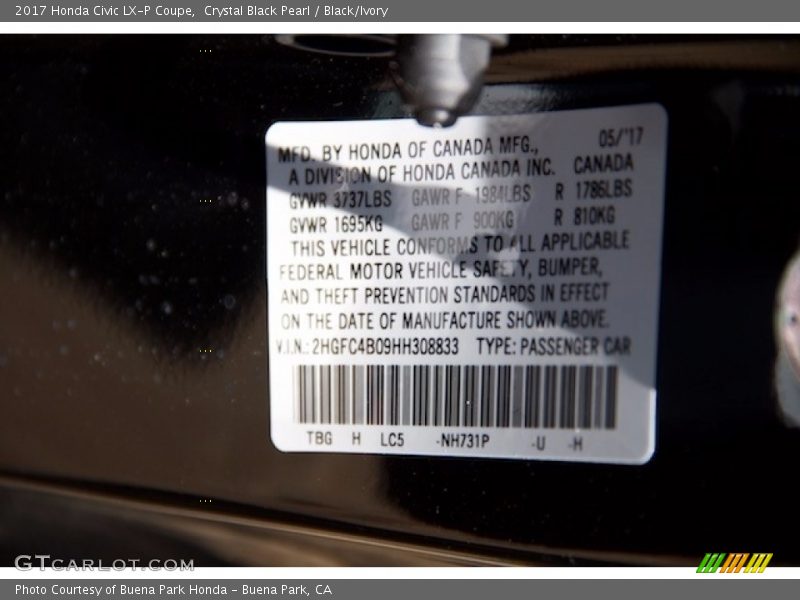 2017 Honda Civic LX-P Coupe,  Crystal Black Pearl / Black/Ivory
05/'17
MFD. BY HONDA OF CANADA MFG.,
A DIVISION OF HONDA CANADA INC. CANADA
GVWR 3737LBS GAWR F 1984LBS R 1786LBS
GVWR 1695KG GAWR F 900KG R 810KG
THIS VEHICLE CONFORMS TO ALL APPLICABLE
FEDERAL MOTOR VEHICLE SAFETY, BUMPER,
AND THEFT PREVENTION STANDARDS IN EFFECT
ON THE DATE OF MANUFACTURE SHOWN ABOVE.
V.I.N.: 2HGFC4B09HH308833 TYPE: PASSENGER CAR
TBG H LC5 -NH731P -U -H
GTCARLOT.COM
Photo Courtesy of Buena Park Honda – Buena Park, CA